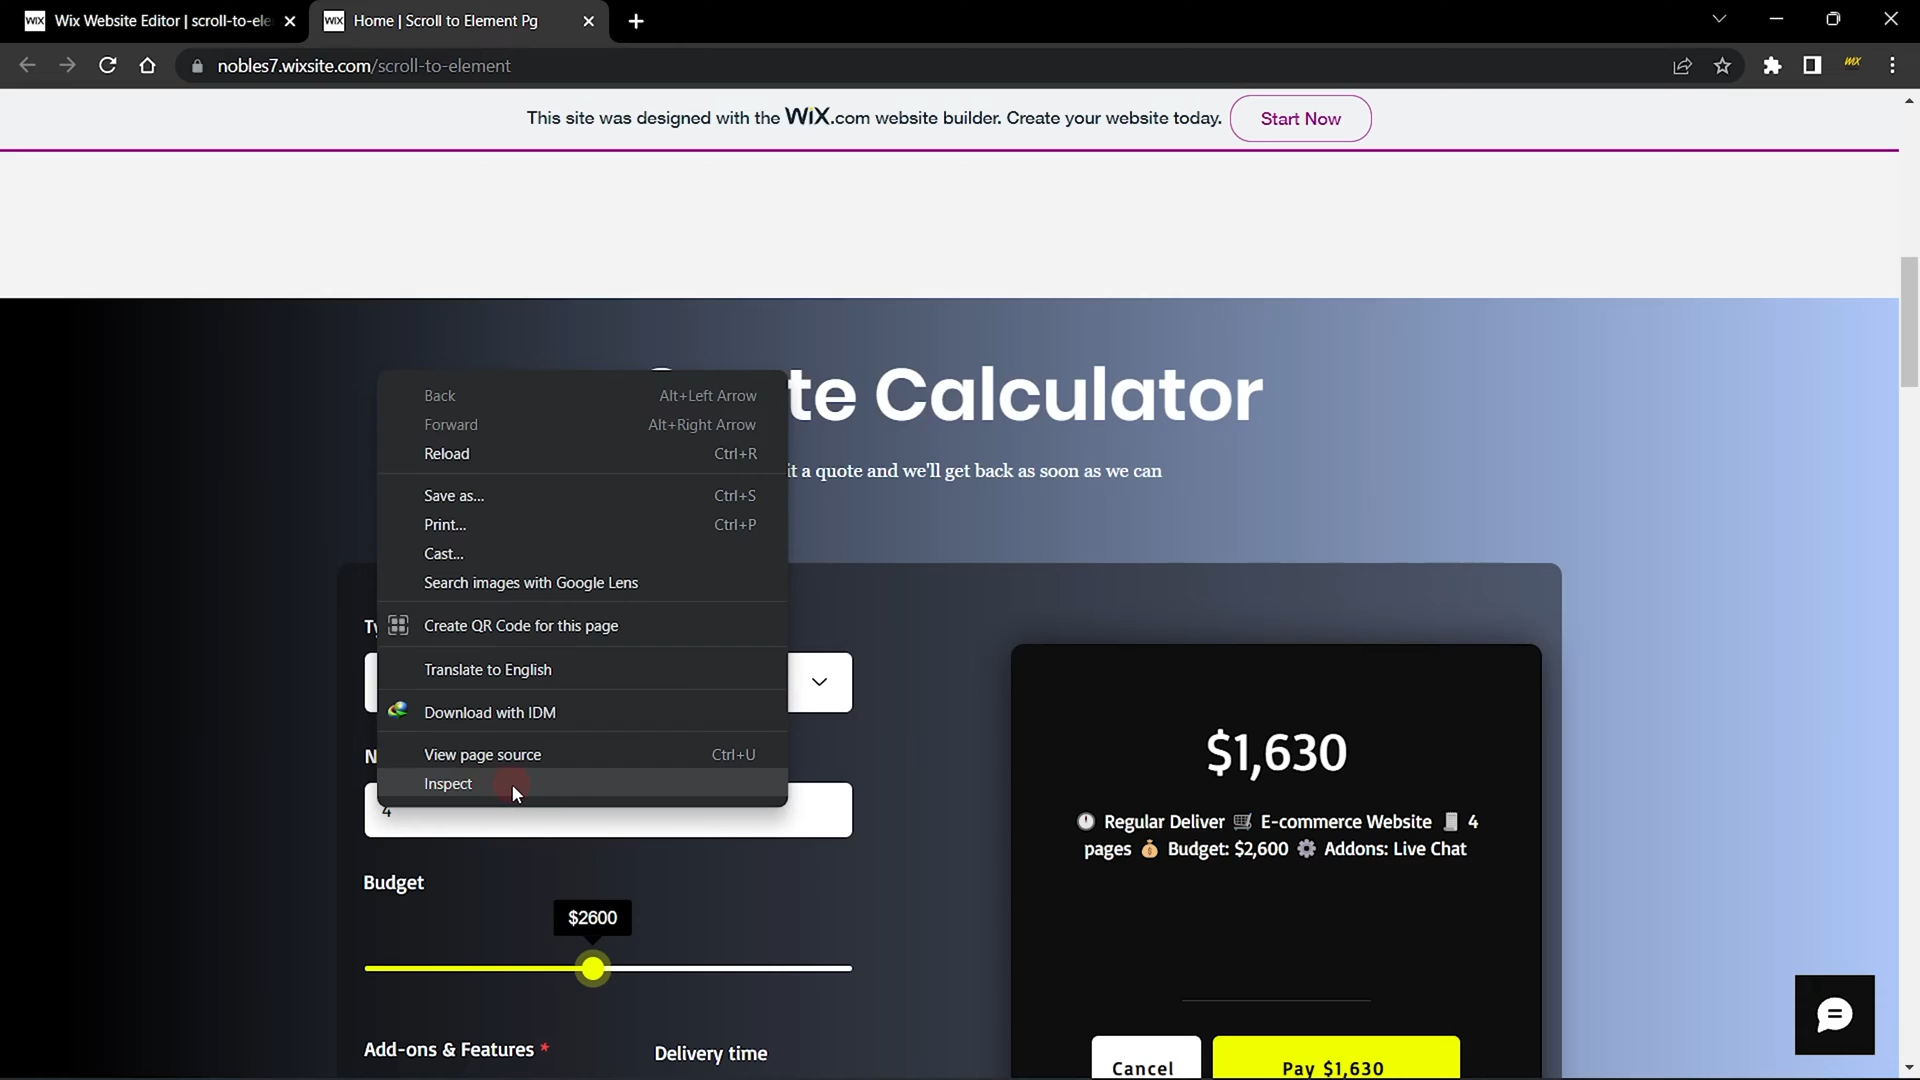 WiX Wix Website Editor | scroll-to-ele
WiX Home | Scroll to Element Pg
nobles7.wixsite.com/scroll-to-element
WiX
This site was designed with the WiX.com website builder. Create your website today. Start Now
te Calculator
it a quote and we'll get back as soon as we can
Back Alt+Left Arrow
Forward Alt+Right Arrow
Reload Ctrl+R
Save as... Ctrl+S
Print... Ctrl+P
Cast...
Search images with Google Lens
Create QR Code for this page
Translate to English
Download with IDM
View page source Ctrl+U
Inspect
Ty
N
4
Budget
$2600
Add-ons & Features *
Delivery time
$1,630
Regular Deliver E-commerce Website 4
pages Budget: $2,600 Addons: Live Chat
Cancel
Pay $1,630